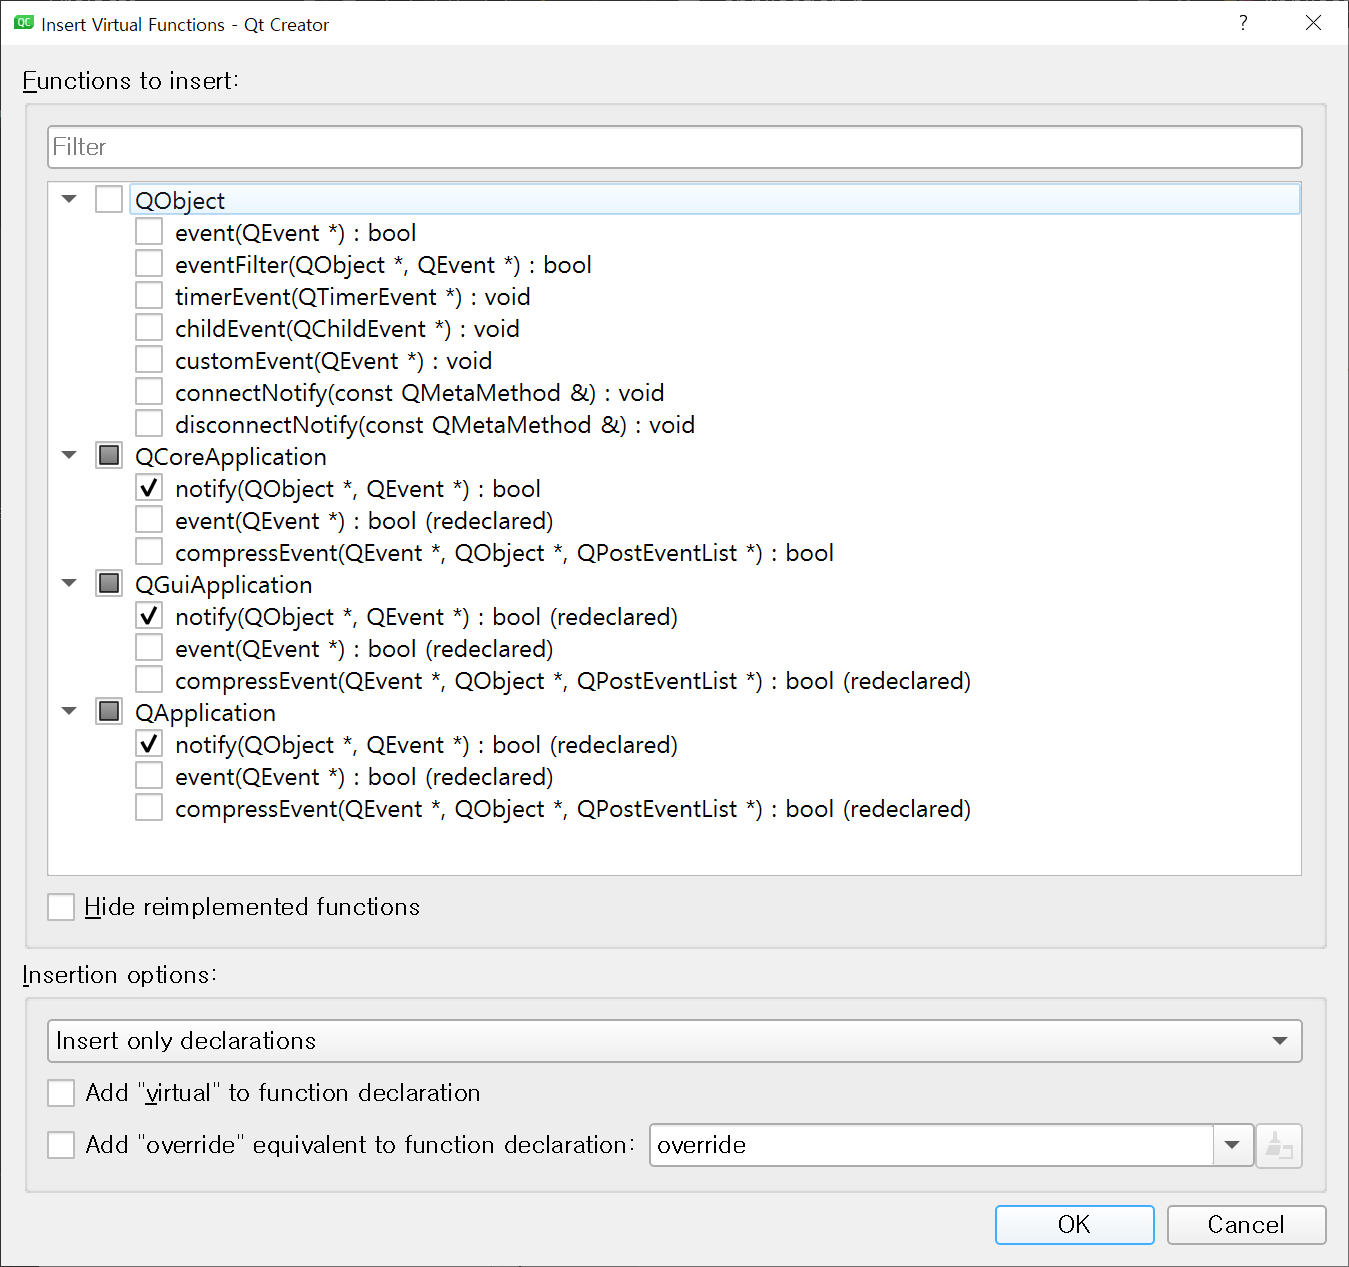 QC Insert Virtual Functions - Qt Creator ?
Functions to insert:
Filter
QObject
event(QEvent *) : bool
eventFilter(QObject *, QEvent *) : bool
timerEvent(QTimerEvent *) : void
childEvent(QChildEvent *) : void
customEvent(QEvent *) : void
connectNotify(const QMetaMethod &) : void
disconnectNotify(const QMetaMethod &) : void
QCoreApplication
notify(QObject *, QEvent *) : bool
event(QEvent *) : bool (redeclared)
compressEvent(QEvent *, QObject *, QPostEventList *) : bool
QGuiApplication
notify(QObject *, QEvent *) : bool (redeclared)
event(QEvent *) : bool (redeclared)
compressEvent(QEvent *, QObject *, QPostEventList *) : bool (redeclared)
QApplication
notify(QObject *, QEvent *) : bool (redeclared)
event(QEvent *) : bool (redeclared)
compressEvent(QEvent *, QObject *, QPostEventList *) : bool (redeclared)
Hide reimplemented functions
Insertion options:
Insert only declarations
Add "virtual" to function declaration
Add "override" equivalent to function declaration: override
OK Cancel